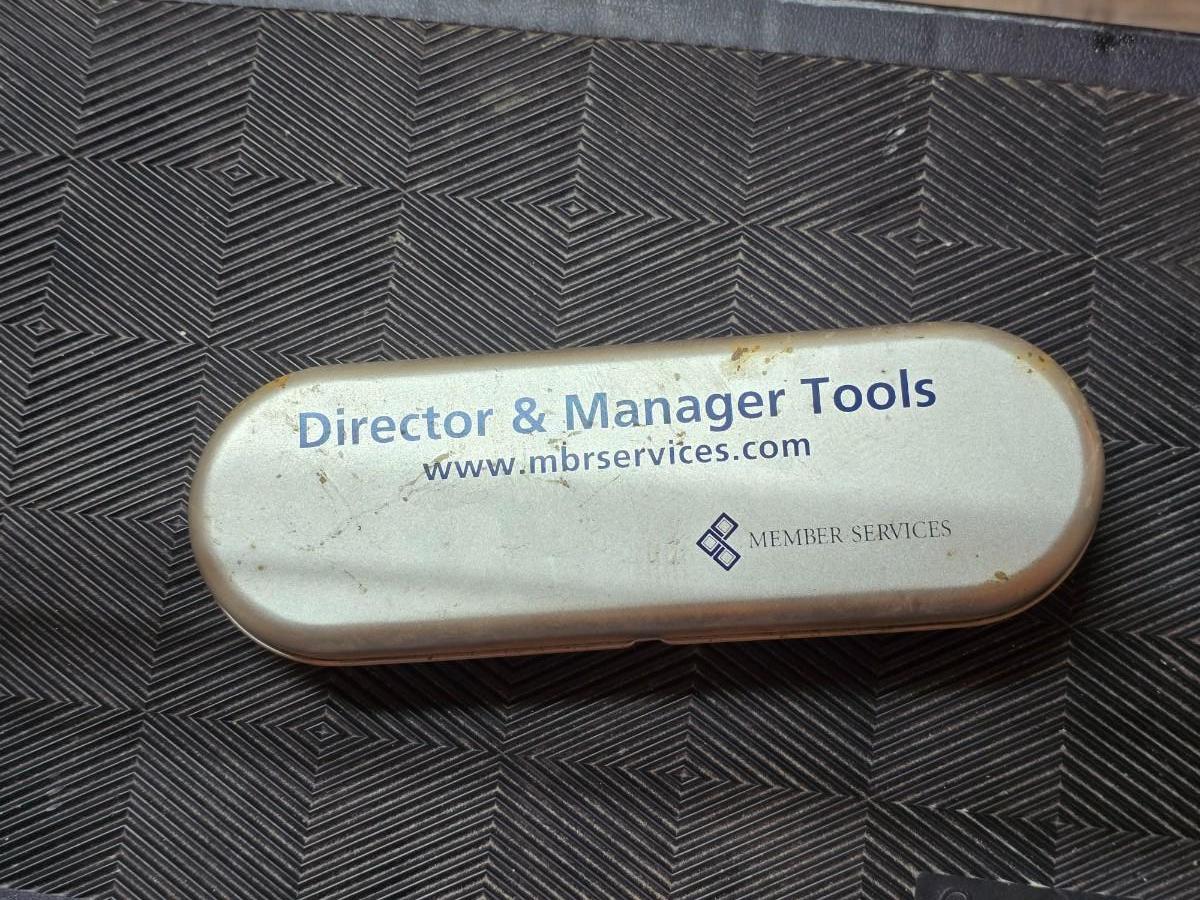 Director & Manager Tools
www.mbrservices.com
MEMBER SERVICES